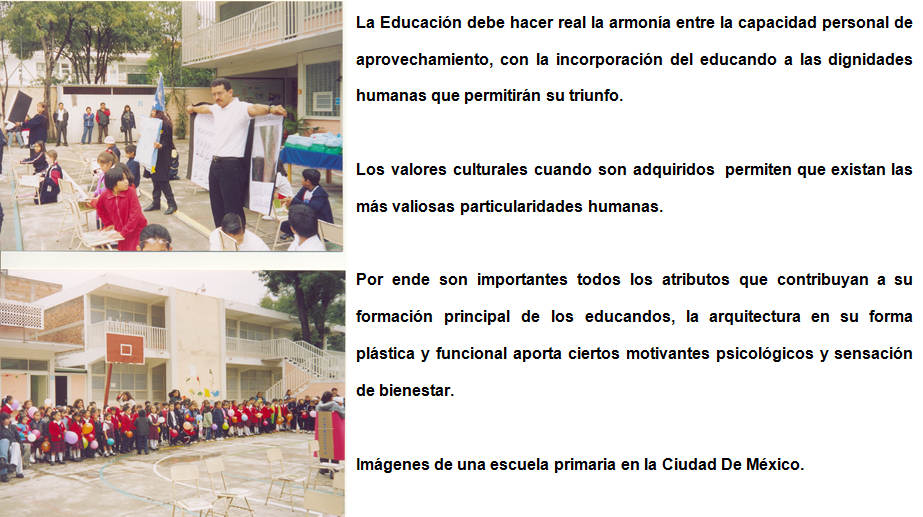 La Educación debe hacer real la armonía entre la capacidad personal de
aprovechamiento, con la incorporación del educando a las dignidades
humanas que permitirán su triunfo.
Los valores culturales cuando son adquiridos permiten que existan las
más valiosas particularidades humanas.
Por ende son importantes todos los atributos que contribuyan a su
formación principal de los educandos, la arquitectura en su forma
plástica y funcional aporta ciertos motivantes psicológicos y sensación
de bienestar.
Imágenes de una escuela primaria en la Ciudad De México.